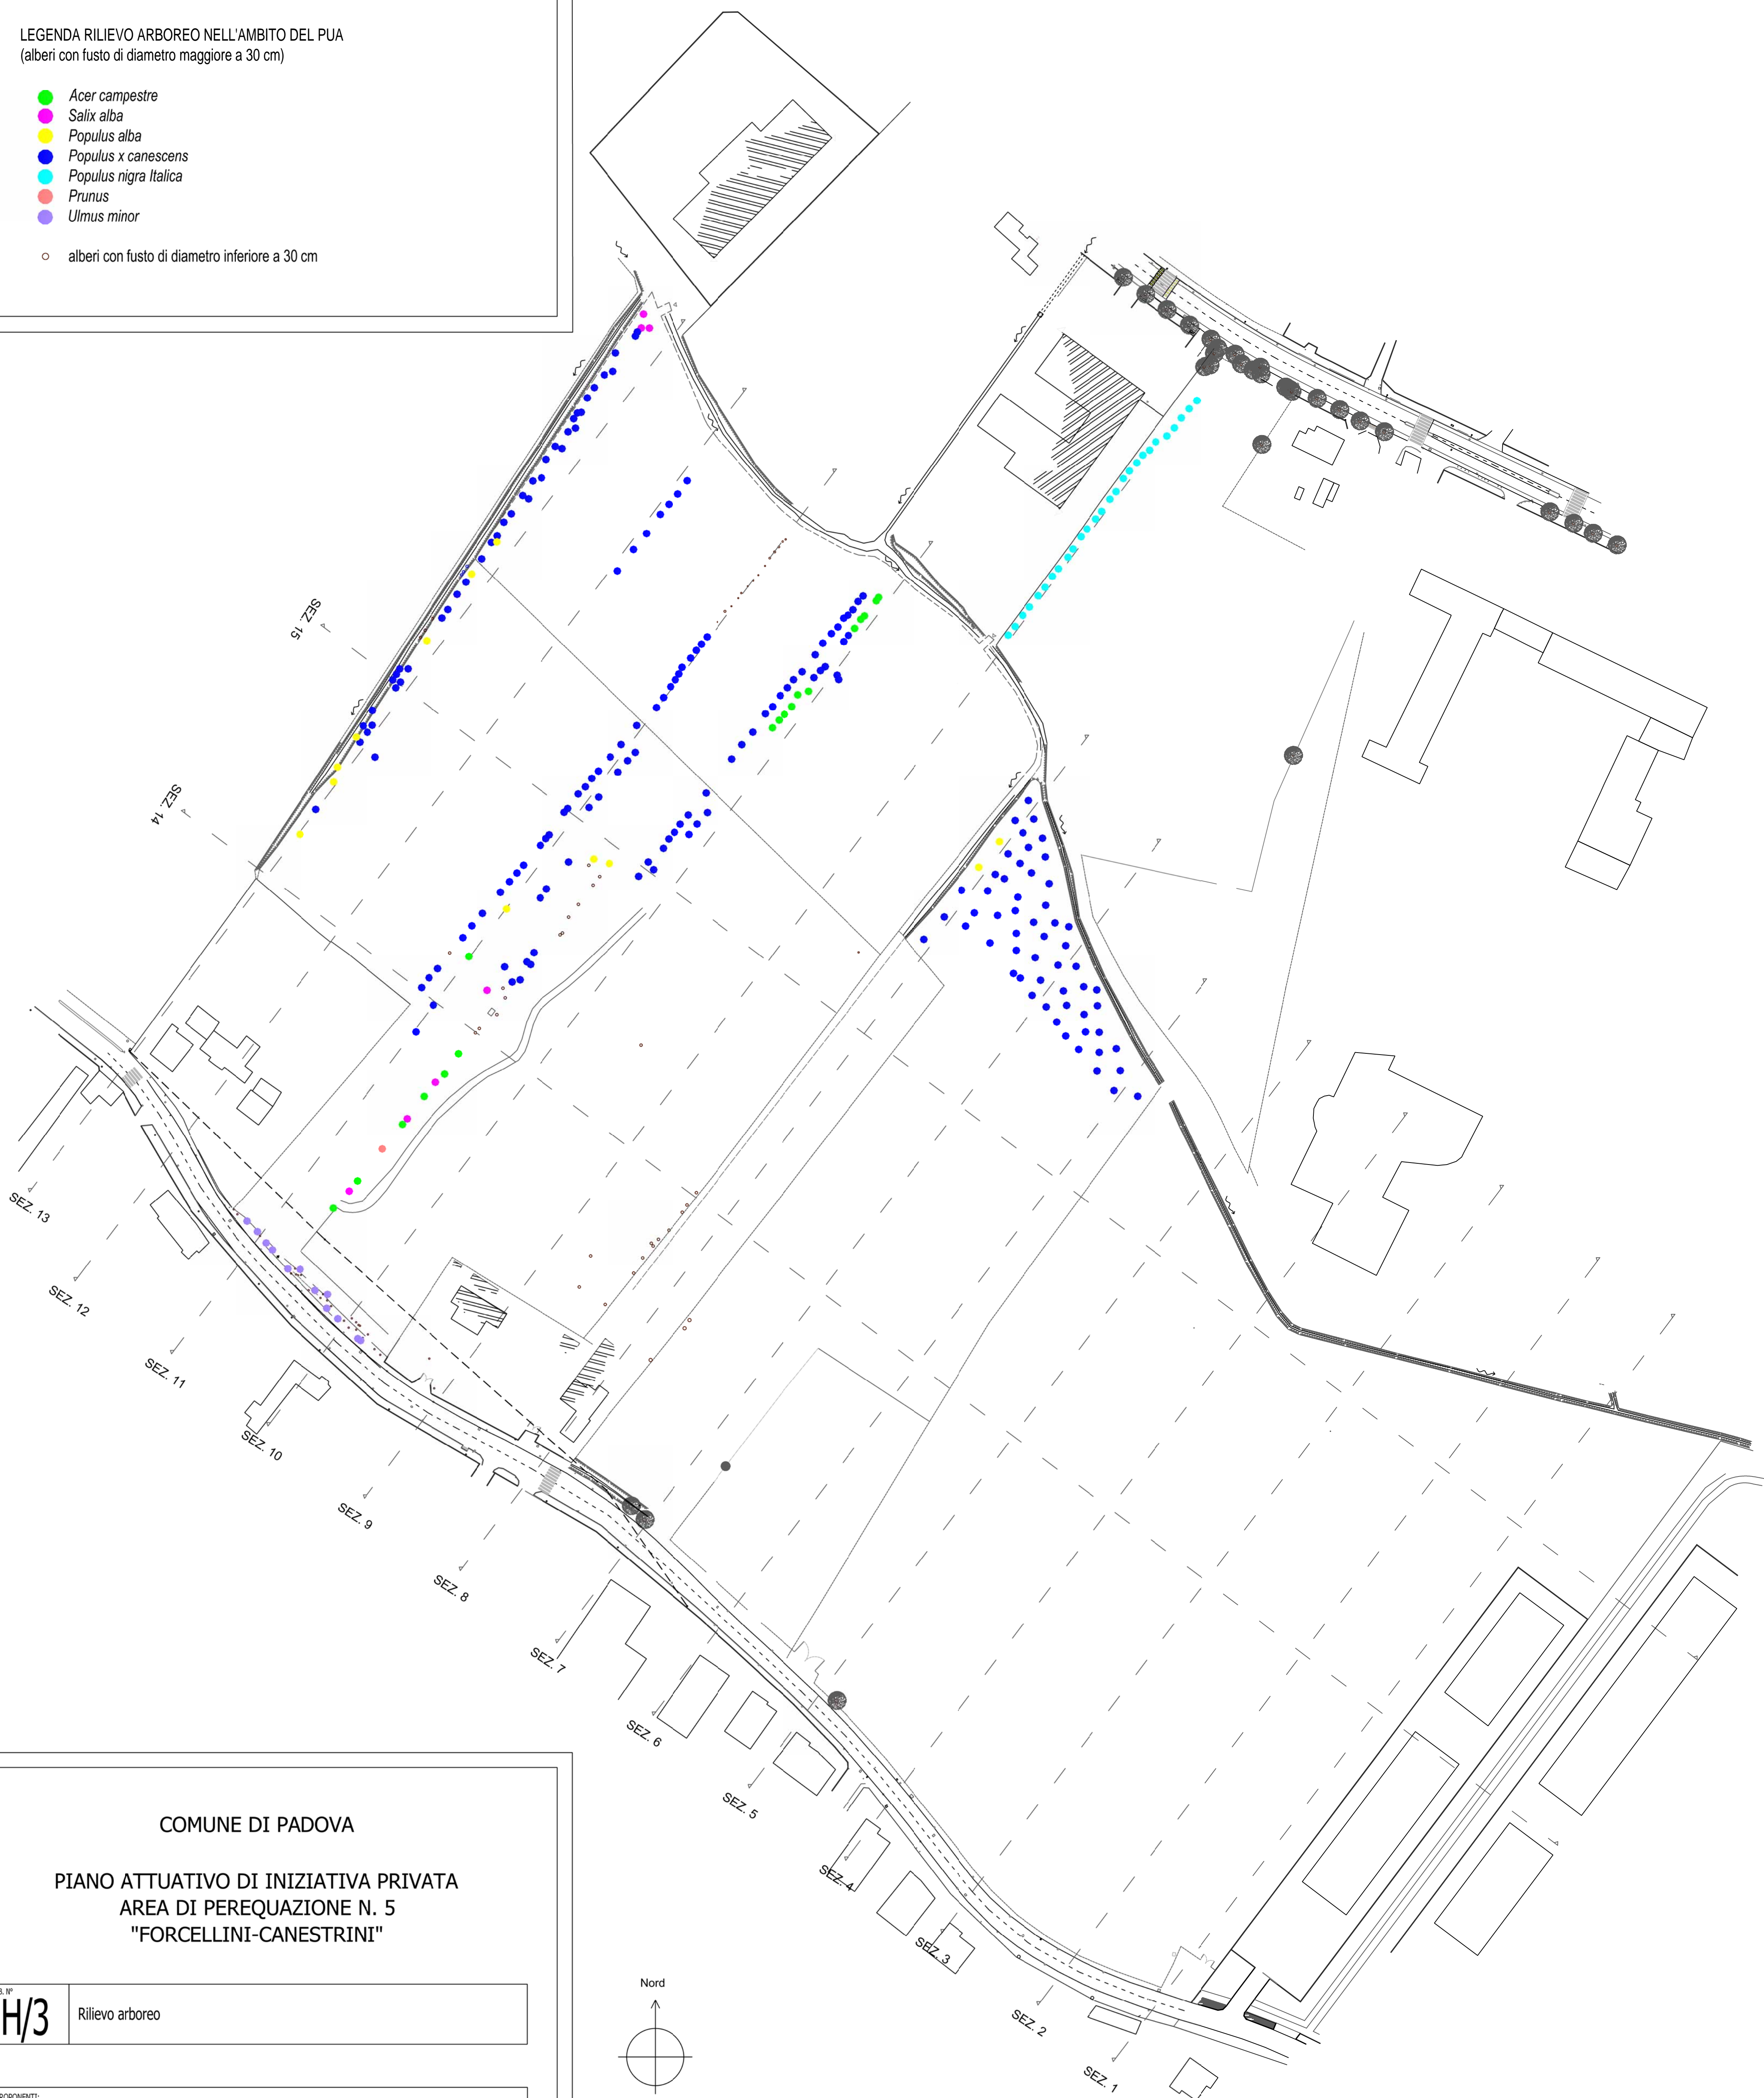 LEGENDA RILIEVO ARBOREO NELL'AMBITO DEL PUA
(alberi con fusto di diametro maggiore a 30 cm)
Acer campestre
Salix alba
Populus alba
Populus x canescens
Populus nigra Italica
Prunus
Ulmus minor
alberi con fusto di diametro inferiore a 30 cm
SEZ. 15
SEZ. 14
SEZ. 13
SEZ. 12
SEZ. 11
SEZ. 10
SEZ. 9
SEZ. 8
SEZ. 7
SEZ. 6
SEZ. 5
SEZ. 4
SEZ. 3
SEZ. 2
SEZ. 1
COMUNE DI PADOVA
PIANO ATTUATIVO DI INIZIATIVA PRIVATA
AREA DI PEREQUAZIONE N. 5
"FORCELLINI-CANESTRINI"
N°
H/3
Rilievo arboreo
Nord